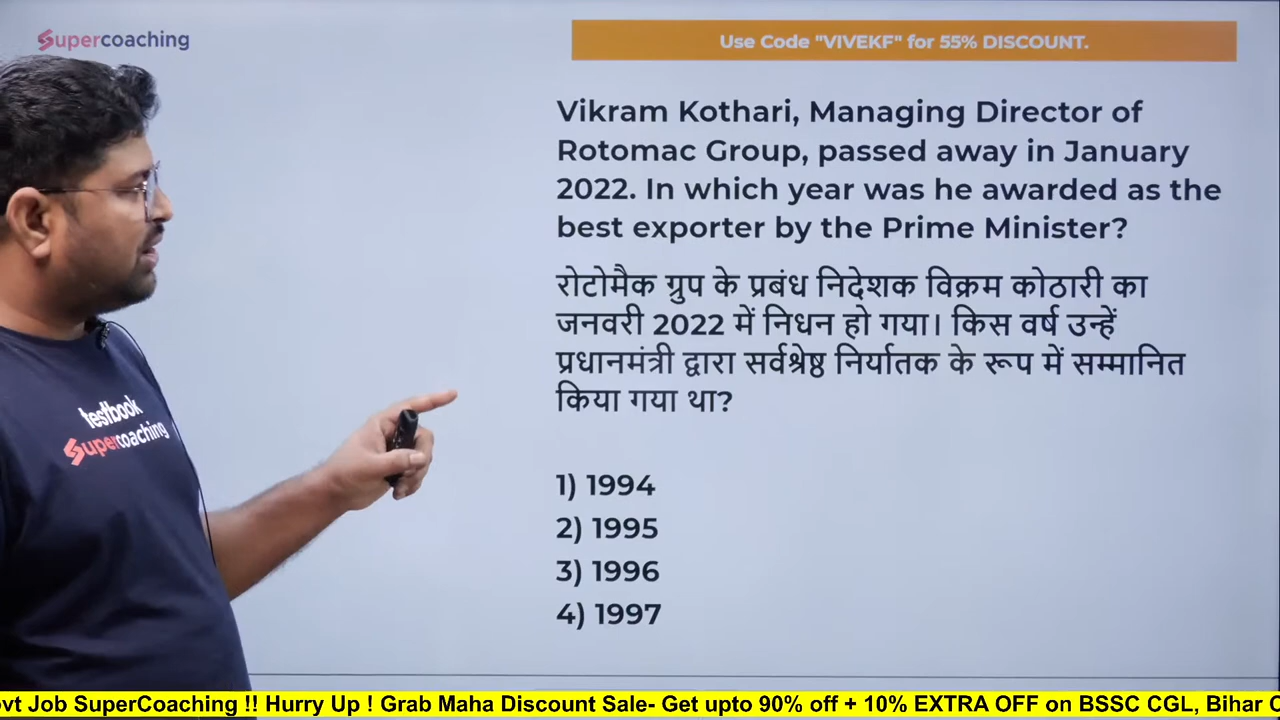 Supercoaching
Use Code "VIVEKF" for 55% DISCOUNT.
Vikram Kothari, Managing Director of
Rotomac Group, passed away in January
2022. In which year was he awarded as the
best exporter by the Prime Minister?
रोटोमैक ग्रुप के प्रबंध निदेशक विक्रम कोठारी का
जनवरी 2022 में निधन हो गया। किस वर्ष उन्हें
प्रधानमंत्री द्वारा सर्वश्रेष्ठ निर्यातक के रूप में सम्मानित
किया गया था?
1) 1994
2) 1995
3) 1996
4) 1997
testbook
Supercoaching
vt Job SuperCoaching !! Hurry Up ! Grab Maha Discount Sale- Get upto 90% off + 10% EXTRA OFF on BSSC CGL, Bihar